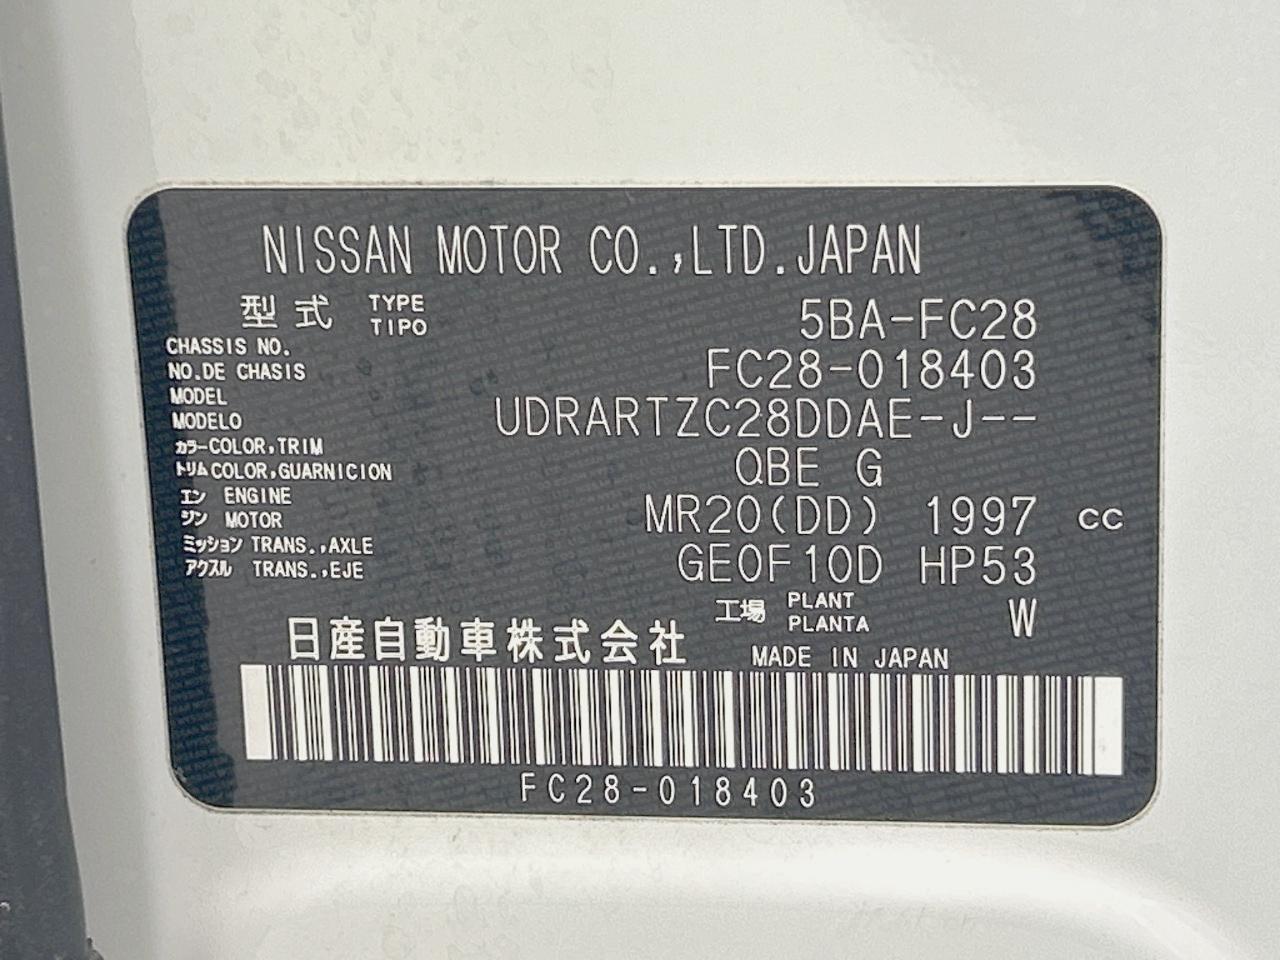 NISSAN MOTOR CO.,LTD.JAPAN
型式 TYPE TIPO 5BA-FC28
CHASSIS NO.
NO.DE CHASIS FC28-018403
MODEL
MODELO UDRARTZC28DDAE-J--
カラー COLOR,TRIM
トリム COLOR,GUARNICION QBE G
エン ENGINE
ジン MOTOR MR20(DD) 1997 CC
ミッション TRANS.,AXLE
アクスル TRANS.,EJE GE0F10D HP53
工場 PLANT PLANTA W
日産自動車株式会社 MADE IN JAPAN
FC28-018403